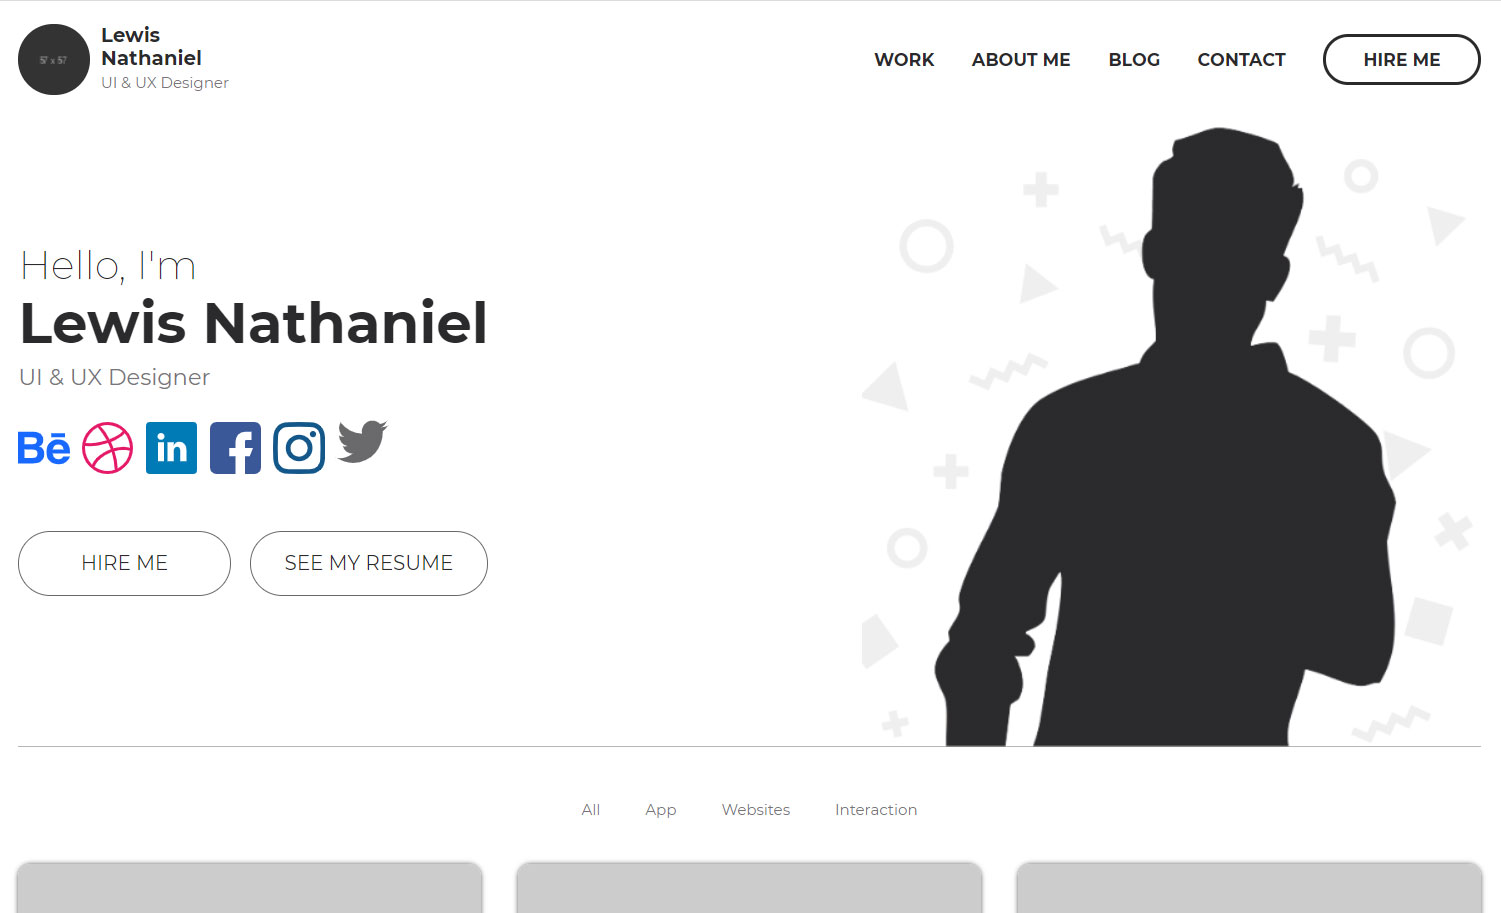 57 x 57
Lewis
Nathaniel
UI & UX Designer
WORK
ABOUT ME
BLOG
CONTACT
HIRE ME
Hello, I'm
Lewis Nathaniel
UI & UX Designer
Bē
in
HIRE ME
SEE MY RESUME
All
App
Websites
Interaction